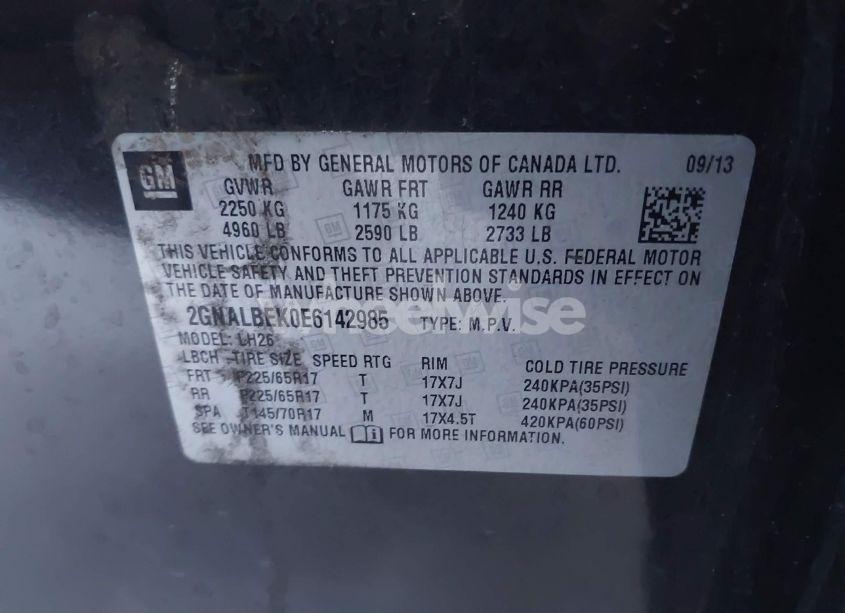 GM
MFD BY GENERAL MOTORS OF CANADA LTD. 09/13
GVWR GAWR FRT GAWR RR
2250 KG 1175 KG 1240 KG
4960 LB 2590 LB 2733 LB
THIS VEHICLE CONFORMS TO ALL APPLICABLE U.S. FEDERAL MOTOR
VEHICLE SAFETY AND THEFT PREVENTION STANDARDS IN EFFECT ON
THE DATE OF MANUFACTURE SHOWN ABOVE.
2GNALBEK0E6142985 TYPE: M.P.V.
MODEL: LH26
LBCH TIRE SIZE SPEED RTG RIM COLD TIRE PRESSURE
FRT P225/65R17 T 17X7J 240KPA(35PSI)
RR P225/65R17 T 17X7J 240KPA(35PSI)
SPA T145/70R17 M 17X4.5T 420KPA(60PSI)
SEE OWNER'S MANUAL FOR MORE INFORMATION.